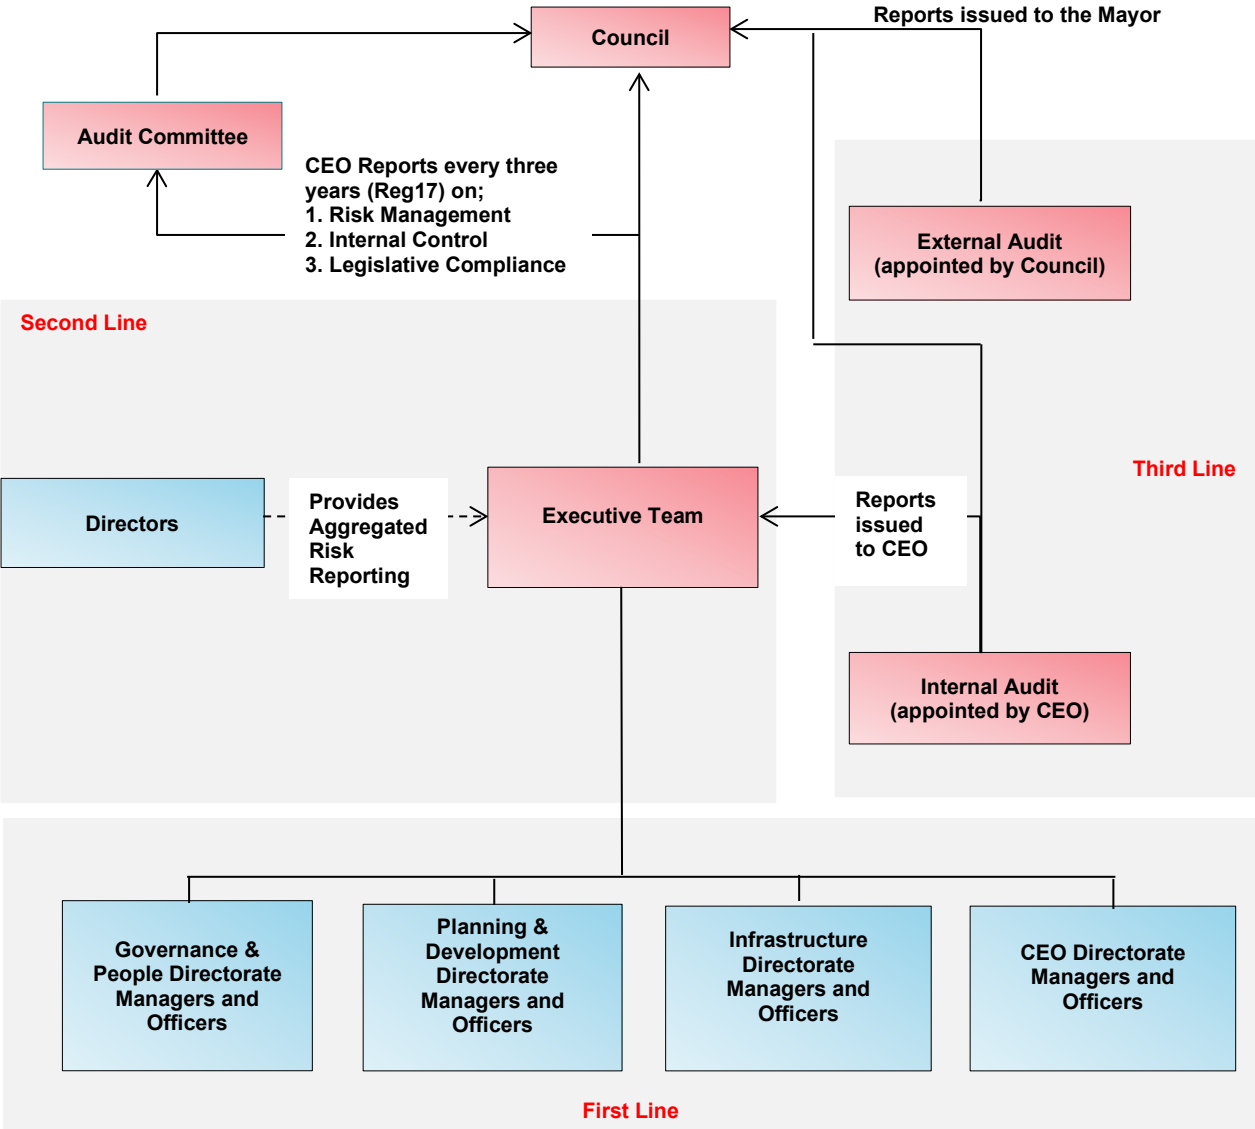 Reports issued to the Mayor
Council
Audit Committee
CEO Reports every three
years (Reg17) on;
1. Risk Management
2. Internal Control
3. Legislative Compliance
External Audit
(appointed by Council)
Second Line
Third Line
Directors
Provides
Aggregated
Risk
Reporting
Executive Team
Reports
issued
to CEO
Internal Audit
(appointed by CEO)
Governance &
People Directorate
Managers and
Officers
Planning &
Development
Directorate
Managers and
Officers
Infrastructure
Directorate
Managers and
Officers
CEO Directorate
Managers and
Officers
First Line